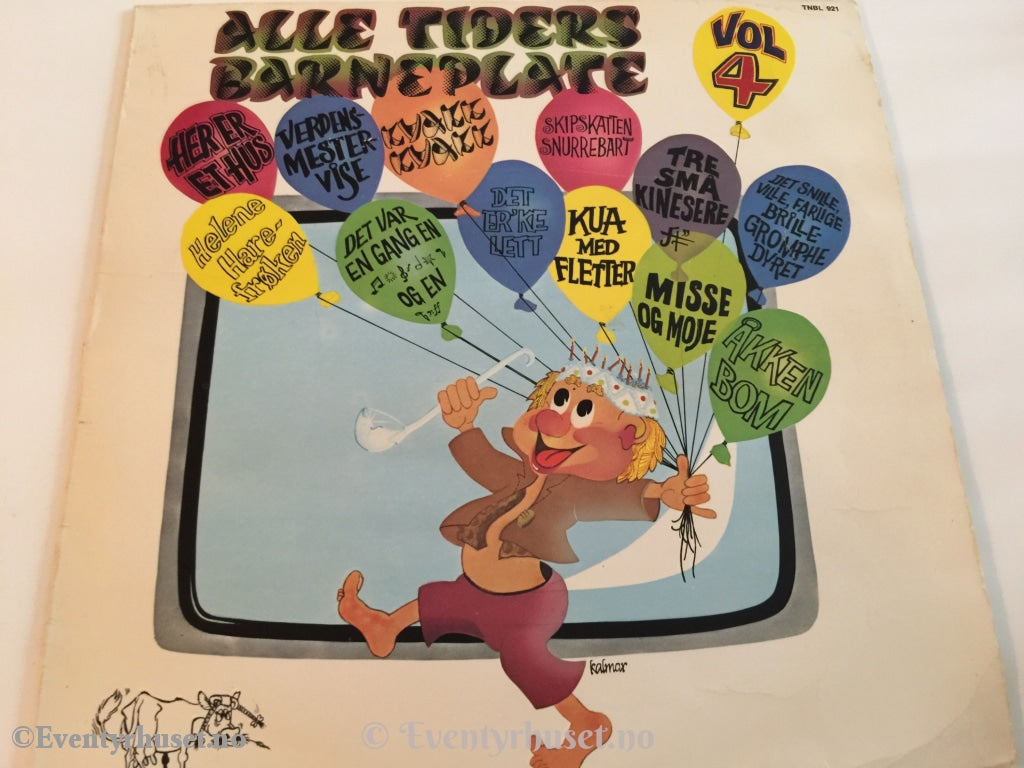 TNBL 921
ALLE TIDERS
BARNEPLATE
VOL
4
HER ER
ET HUS
VERDENS-
MESTER-
VISE
KVAKK
KVAKK
SKIPSKATTEN
SNURREBART
TRE
SMÅ
KINESERE
DET SNILLE,
VILLE, FARLIGE
BRILLE
GROMPHE
DYRET
Helene
Hare-
frøken
DET VAR
EN GANG EN
OG EN
DET
ER'KE
LETT
KUA
MED
FLETTER
MISSE
OG MOJE
ÅKKEN
BOM
kalmar
©Eventyrhuset.no
© Eventyrhuset.no